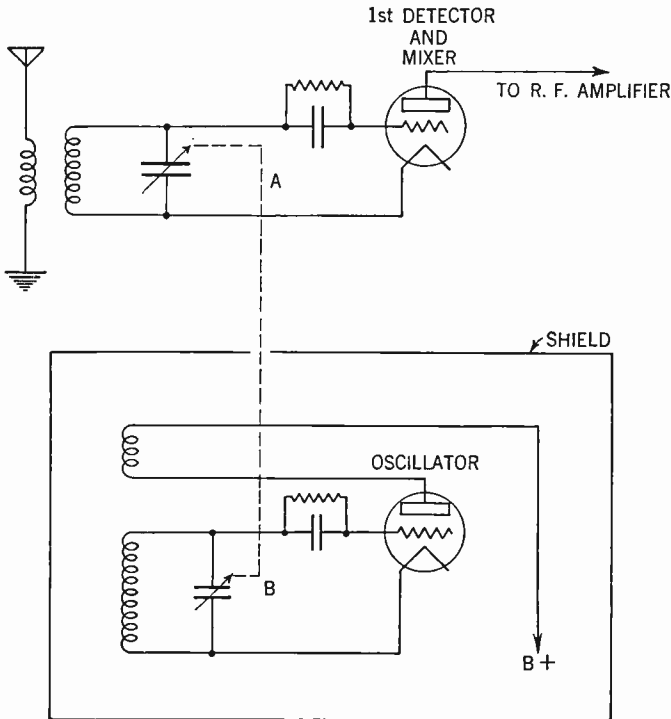 1st DETECTOR
AND
MIXER
TO R. F. AMPLIFIER
A
SHIELD
OSCILLATOR
B
B+